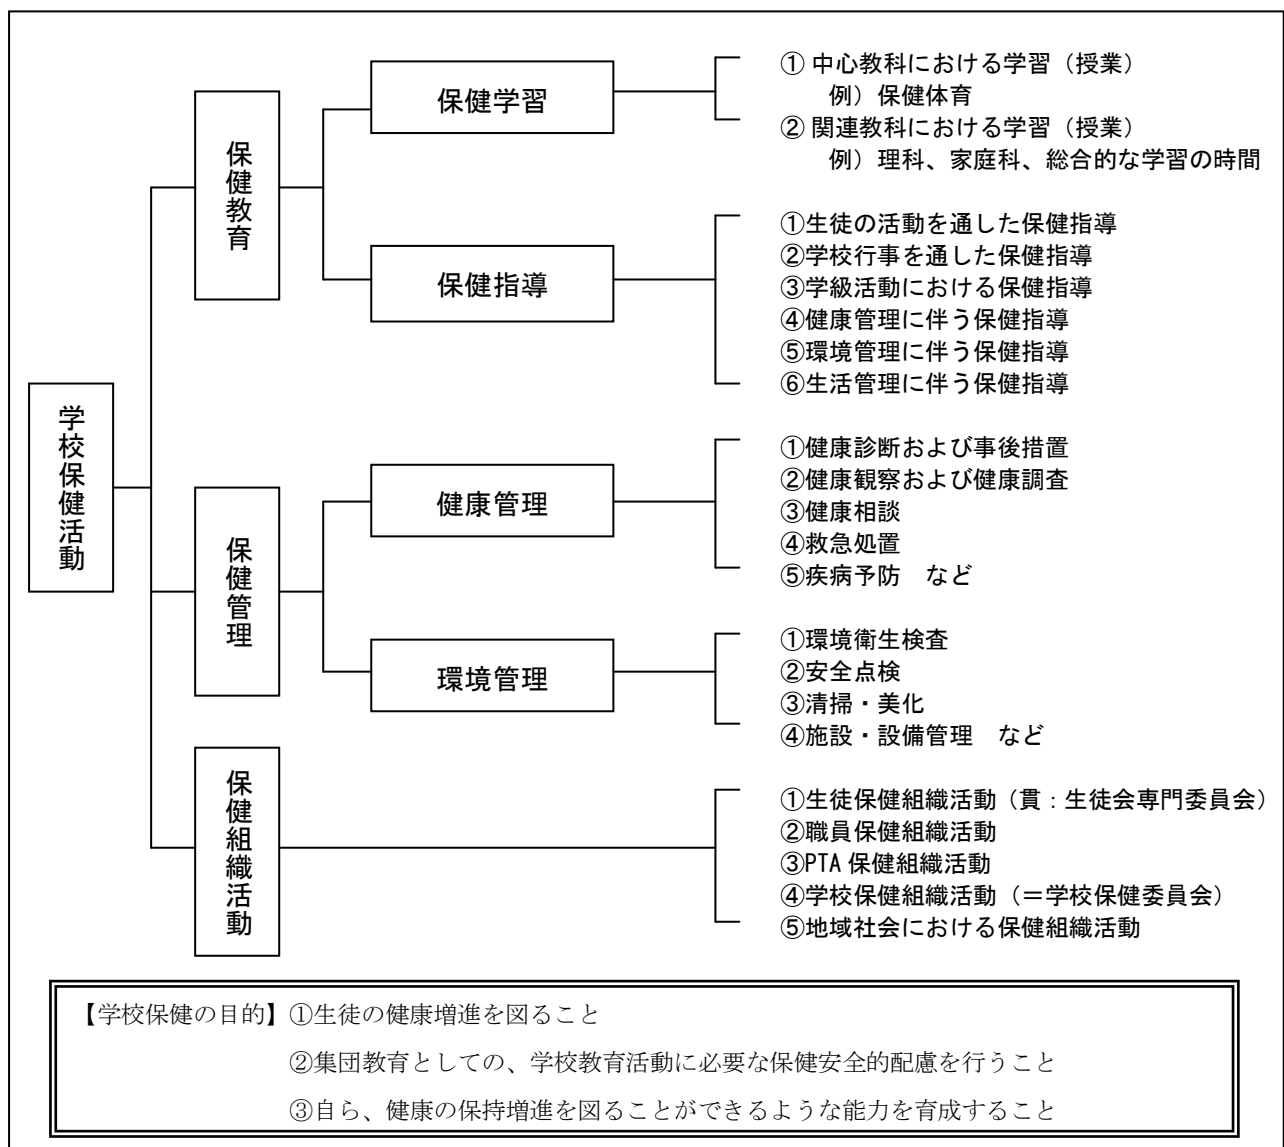 学校保健活動
保健教育
保健学習
① 中心教科における学習（授業）
例）保健体育
② 関連教科における学習（授業）
例）理科、家庭科、総合的な学習の時間
保健指導
①生徒の活動を通した保健指導
②学校行事を通した保健指導
③学級活動における保健指導
④健康管理に伴う保健指導
⑤環境管理に伴う保健指導
⑥生活管理に伴う保健指導
保健管理
健康管理
①健康診断および事後措置
②健康観察および健康調査
③健康相談
④救急処置
⑤疾病予防　など
環境管理
①環境衛生検査
②安全点検
③清掃・美化
④施設・設備管理　など
保健組織活動
①生徒保健組織活動（貫：生徒会専門委員会）
②職員保健組織活動
③PTA 保健組織活動
④学校保健組織活動（＝学校保健委員会）
⑤地域社会における保健組織活動
【学校保健の目的】①生徒の健康増進を図ること
②集団教育としての、学校教育活動に必要な保健安全的配慮を行うこと
③自ら、健康の保持増進を図ることができるような能力を育成すること